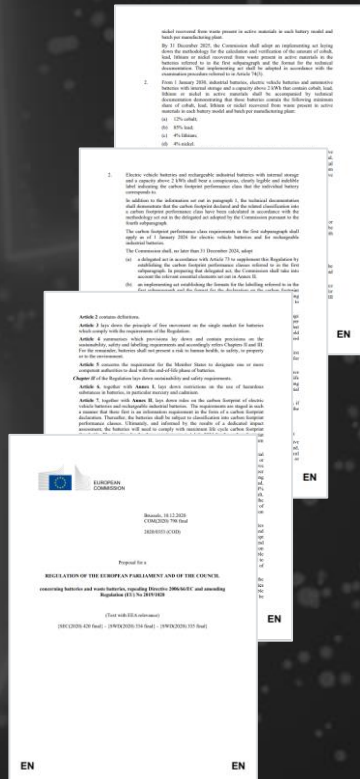 nickel recovered from waste present in active materials in each battery model and
batch per manufacturing plant.
By 31 December 2025, the Commission shall adopt an implementing act laying
down the methodology for the calculation and verification of the amount of cobalt,
lead, lithium or nickel recovered from waste present in active materials in the
batteries referred to in the first subparagraph and the format for the technical
documentation. That implementing act shall be adopted in accordance with the
examination procedure referred to in Article 74(3).
2. From 1 January 2030, industrial batteries, electric vehicle batteries and automotive
batteries with internal storage and a capacity above 2 kWh that contain cobalt, lead,
lithium or nickel in active materials shall be accompanied by technical
documentation demonstrating that those batteries contain the following minimum
share of cobalt, lead, lithium or nickel recovered from waste present in active
materials in each battery model and batch per manufacturing plant:
(a) 12% cobalt;
(b) 85% lead;
(c) 4% lithium;
(d) 4% nickel.
EN
2. Electric vehicle batteries and rechargeable industrial batteries with internal storage
and a capacity above 2 kWh shall bear a conspicuous, clearly legible and indelible
label indicating the carbon footprint performance class that the individual battery
corresponds to.
In addition to the information set out in paragraph 1, the technical documentation
shall demonstrate that the carbon footprint declared and the related classification into
a carbon footprint performance class have been calculated in accordance with the
methodology set out in the delegated act adopted by the Commission pursuant to the
fourth subparagraph.
The carbon footprint performance class requirements in the first subparagraph shall
apply as of 1 January 2026 for electric vehicle batteries and for rechargeable
industrial batteries.
The Commission shall, no later than 31 December 2024, adopt
(a) a delegated act in accordance with Article 73 to supplement this Regulation by
establishing the carbon footprint performance classes referred to in the first
subparagraph. In preparing that delegated act, the Commission shall take into
account the relevant essential elements set out in Annex II;
(b) an implementing act establishing the formats for the labelling referred to in the
first subparagraph and the format for the declaration on the carbon footprint
EN
Article 2 contains definitions.
Article 3 lays down the principle of free movement on the single market for batteries
which comply with the requirements of the Regulation.
Article 4 summarises which provisions lay down and contain provisions on the
sustainability, safety and labelling requirements and accordingly refers Chapters II and III.
For the remainder, batteries shall not present a risk to human health, to safety, to property
or to the environment.
Article 5 concerns the requirement for the Member States to designate one or more
competent authorities to deal with the end-of-life phases of batteries.
Chapter II of the Regulation lays down sustainability and safety requirements.
Article 6, together with Annex I, lays down restrictions on the use of hazardous
substances in batteries, in particular mercury and cadmium.
Article 7, together with Annex II, lays down rules on the carbon footprint of electric
vehicle batteries and rechargeable industrial batteries. The requirements are staged in such
a manner that there first is an information requirement in the form of a carbon footprint
declaration. Thereafter, the batteries shall be subject to classification into carbon footprint
performance classes. Ultimately, and informed by the results of a dedicated impact
assessment, the batteries will need to comply with maximum life cycle carbon footprint
EN
EUROPEAN
COMMISSION
Brussels, 10.12.2020
COM(2020) 798 final
2020/0353 (COD)
Proposal for a
REGULATION OF THE EUROPEAN PARLIAMENT AND OF THE COUNCIL
concerning batteries and waste batteries, repealing Directive 2006/66/EC and amending
Regulation (EU) No 2019/1020
(Text with EEA relevance)
{SEC(2020) 420 final} - {SWD(2020) 334 final} - {SWD(2020) 335 final}
EN EN